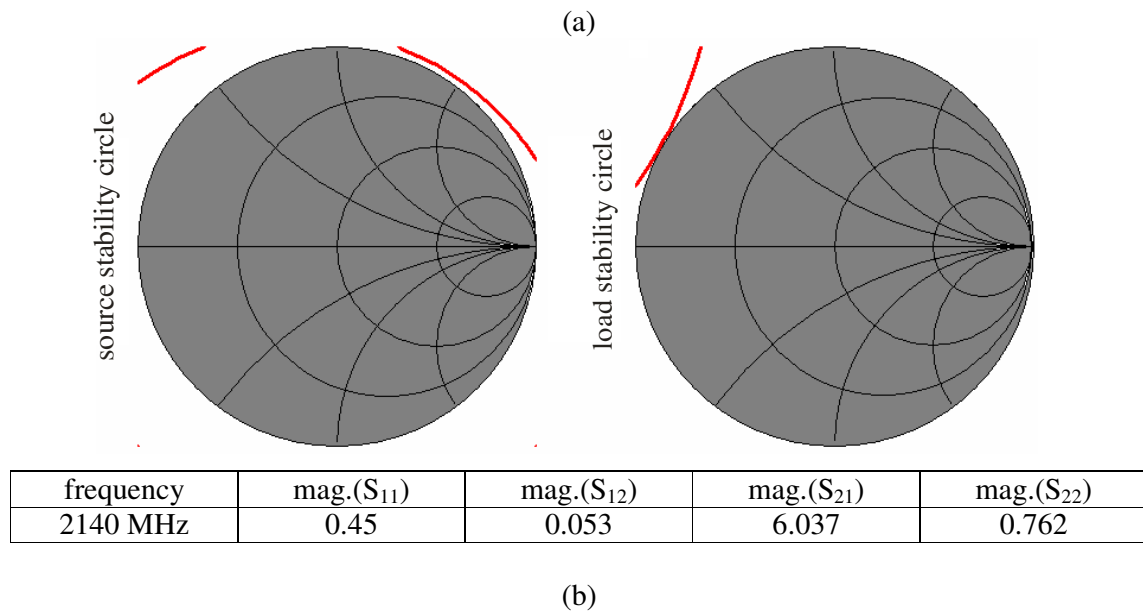 (a)
source stability circle
load stability circle
frequency mag.(S11) mag.(S12) mag.(S21) mag.(S22)
2140 MHz 0.45 0.053 6.037 0.762
(b)